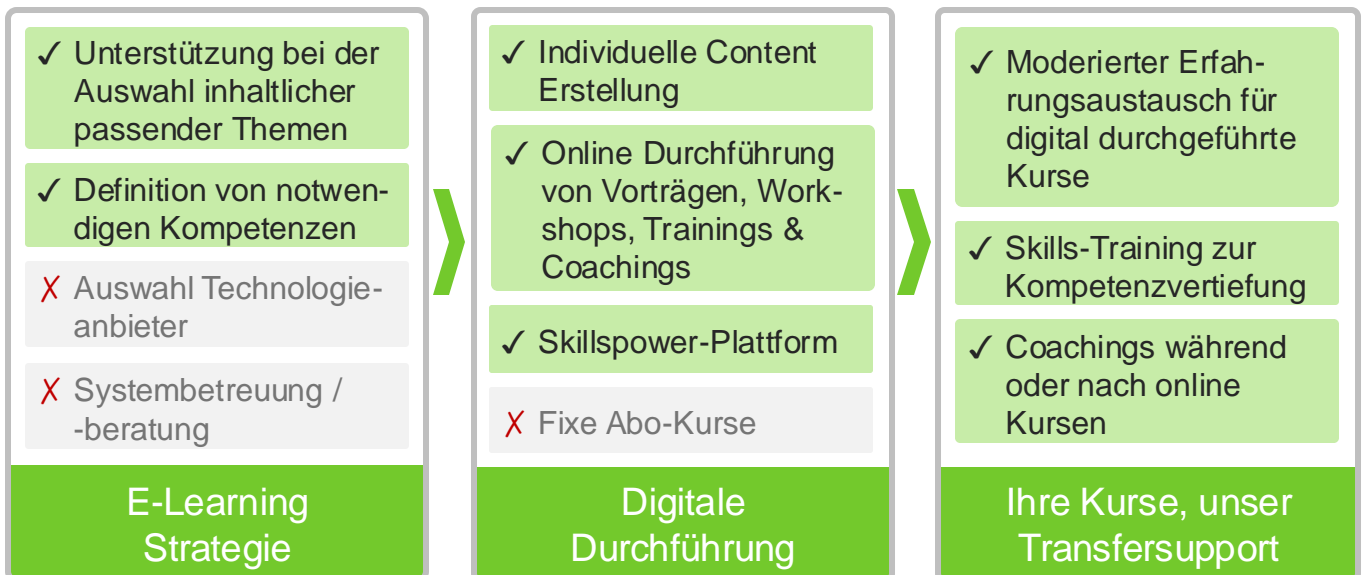 ✓ Unterstützung bei der
Auswahl inhaltlicher
passender Themen
✓ Definition von notwen-
digen Kompetenzen
✗ Auswahl Technologie-
anbieter
✗ Systembetreuung /
-beratung
E-Learning
Strategie
✓ Individuelle Content
Erstellung
✓ Online Durchführung
von Vorträgen, Work-
shops, Trainings &
Coachings
✓ Skillspower-Plattform
✗ Fixe Abo-Kurse
Digitale
Durchführung
✓ Moderierter Erfah-
rungsaustausch für
digital durchgeführte
Kurse
✓ Skills-Training zur
Kompetenzvertiefung
✓ Coachings während
oder nach online
Kursen
Ihre Kurse, unser
Transfersupport